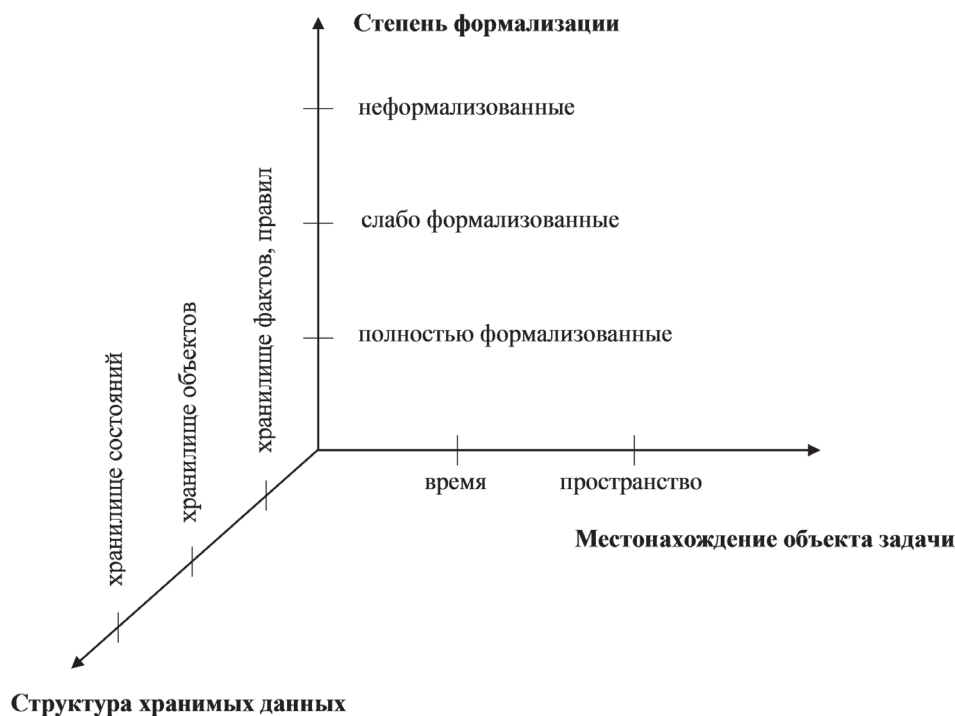 Степень формализации
неформализованные
слабо формализованные
полностью формализованные
хранилище состояний
хранилище объектов
хранилище фактов, правил
время
пространство
Местонахождение объекта задачи
Структура хранимых данных